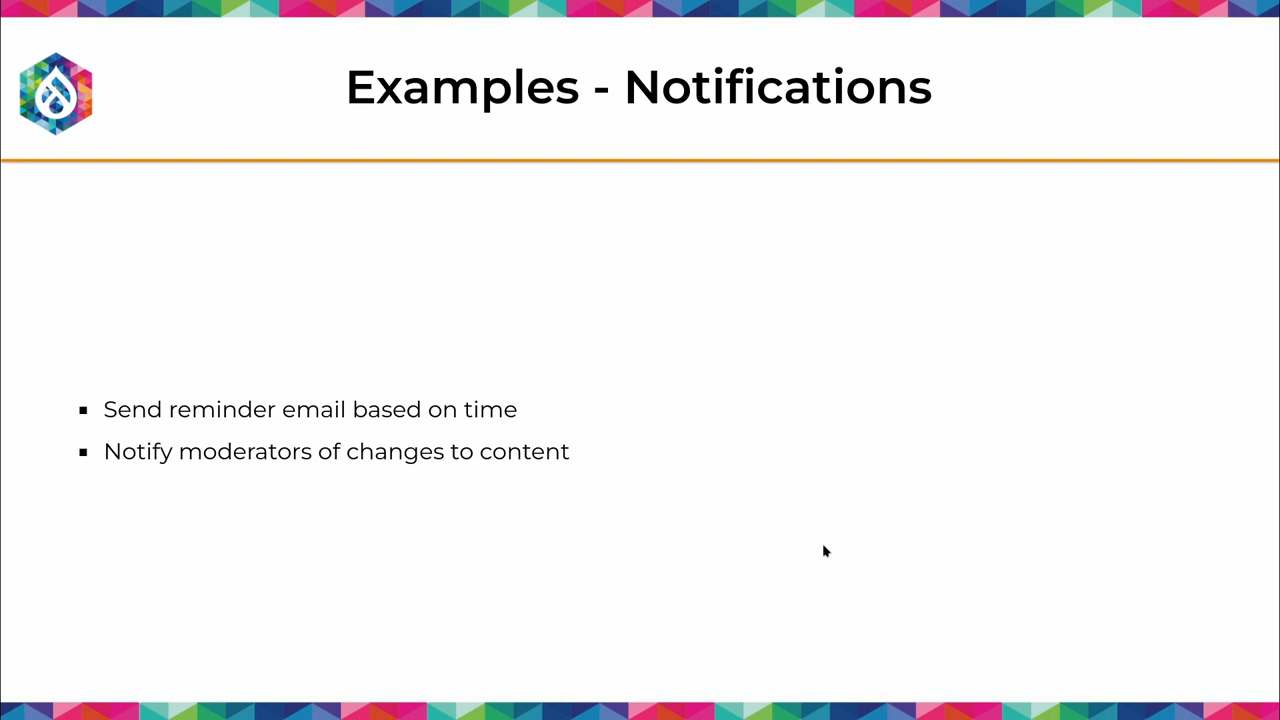 Examples - Notifications
▪ Send reminder email based on time
▪ Notify moderators of changes to content